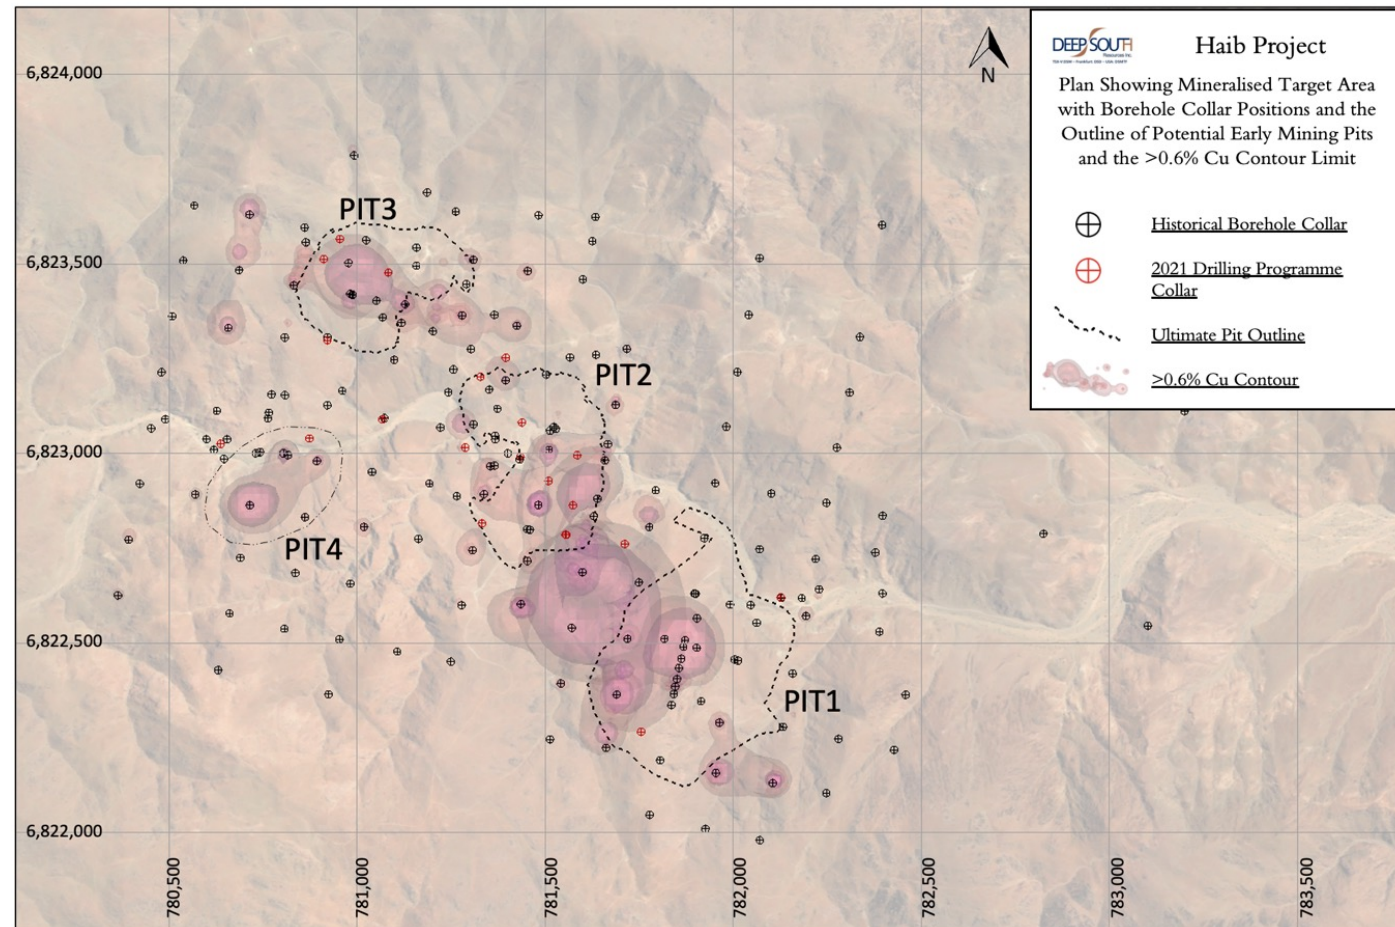 DEEP SOUTH
Resources Inc.
Haib Project
Plan Showing Mineralised Target Area
with Borehole Collar Positions and the
Outline of Potential Early Mining Pits
and the >0.6% Cu Contour Limit
Historical Borehole Collar
2021 Drilling Programme
Collar
Ultimate Pit Outline
>0.6% Cu Contour
N
6,824,000
PIT3
6,823,500
PIT2
6,823,000
PIT4
6,822,500
PIT1
6,822,000
780,500
781,000
781,500
782,000
782,500
783,000
783,500